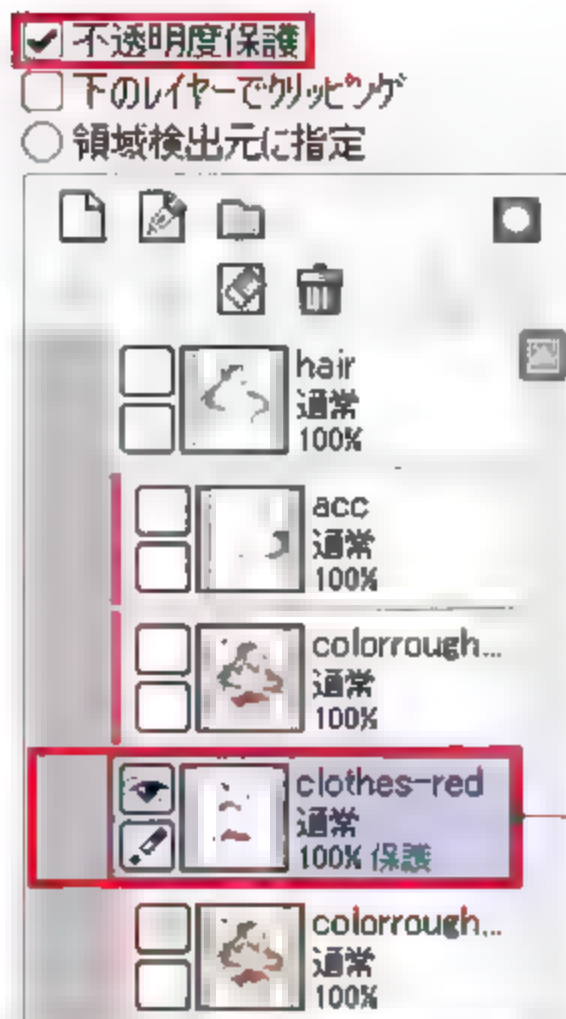 不透明度保護
下のレイヤーでクリッピング
領域検出元に指定
hair
通常
100%
acc
通常
100%
colorrough...
通常
100%
clothes-red
通常
100% 保護
colorrough...
通常
100%